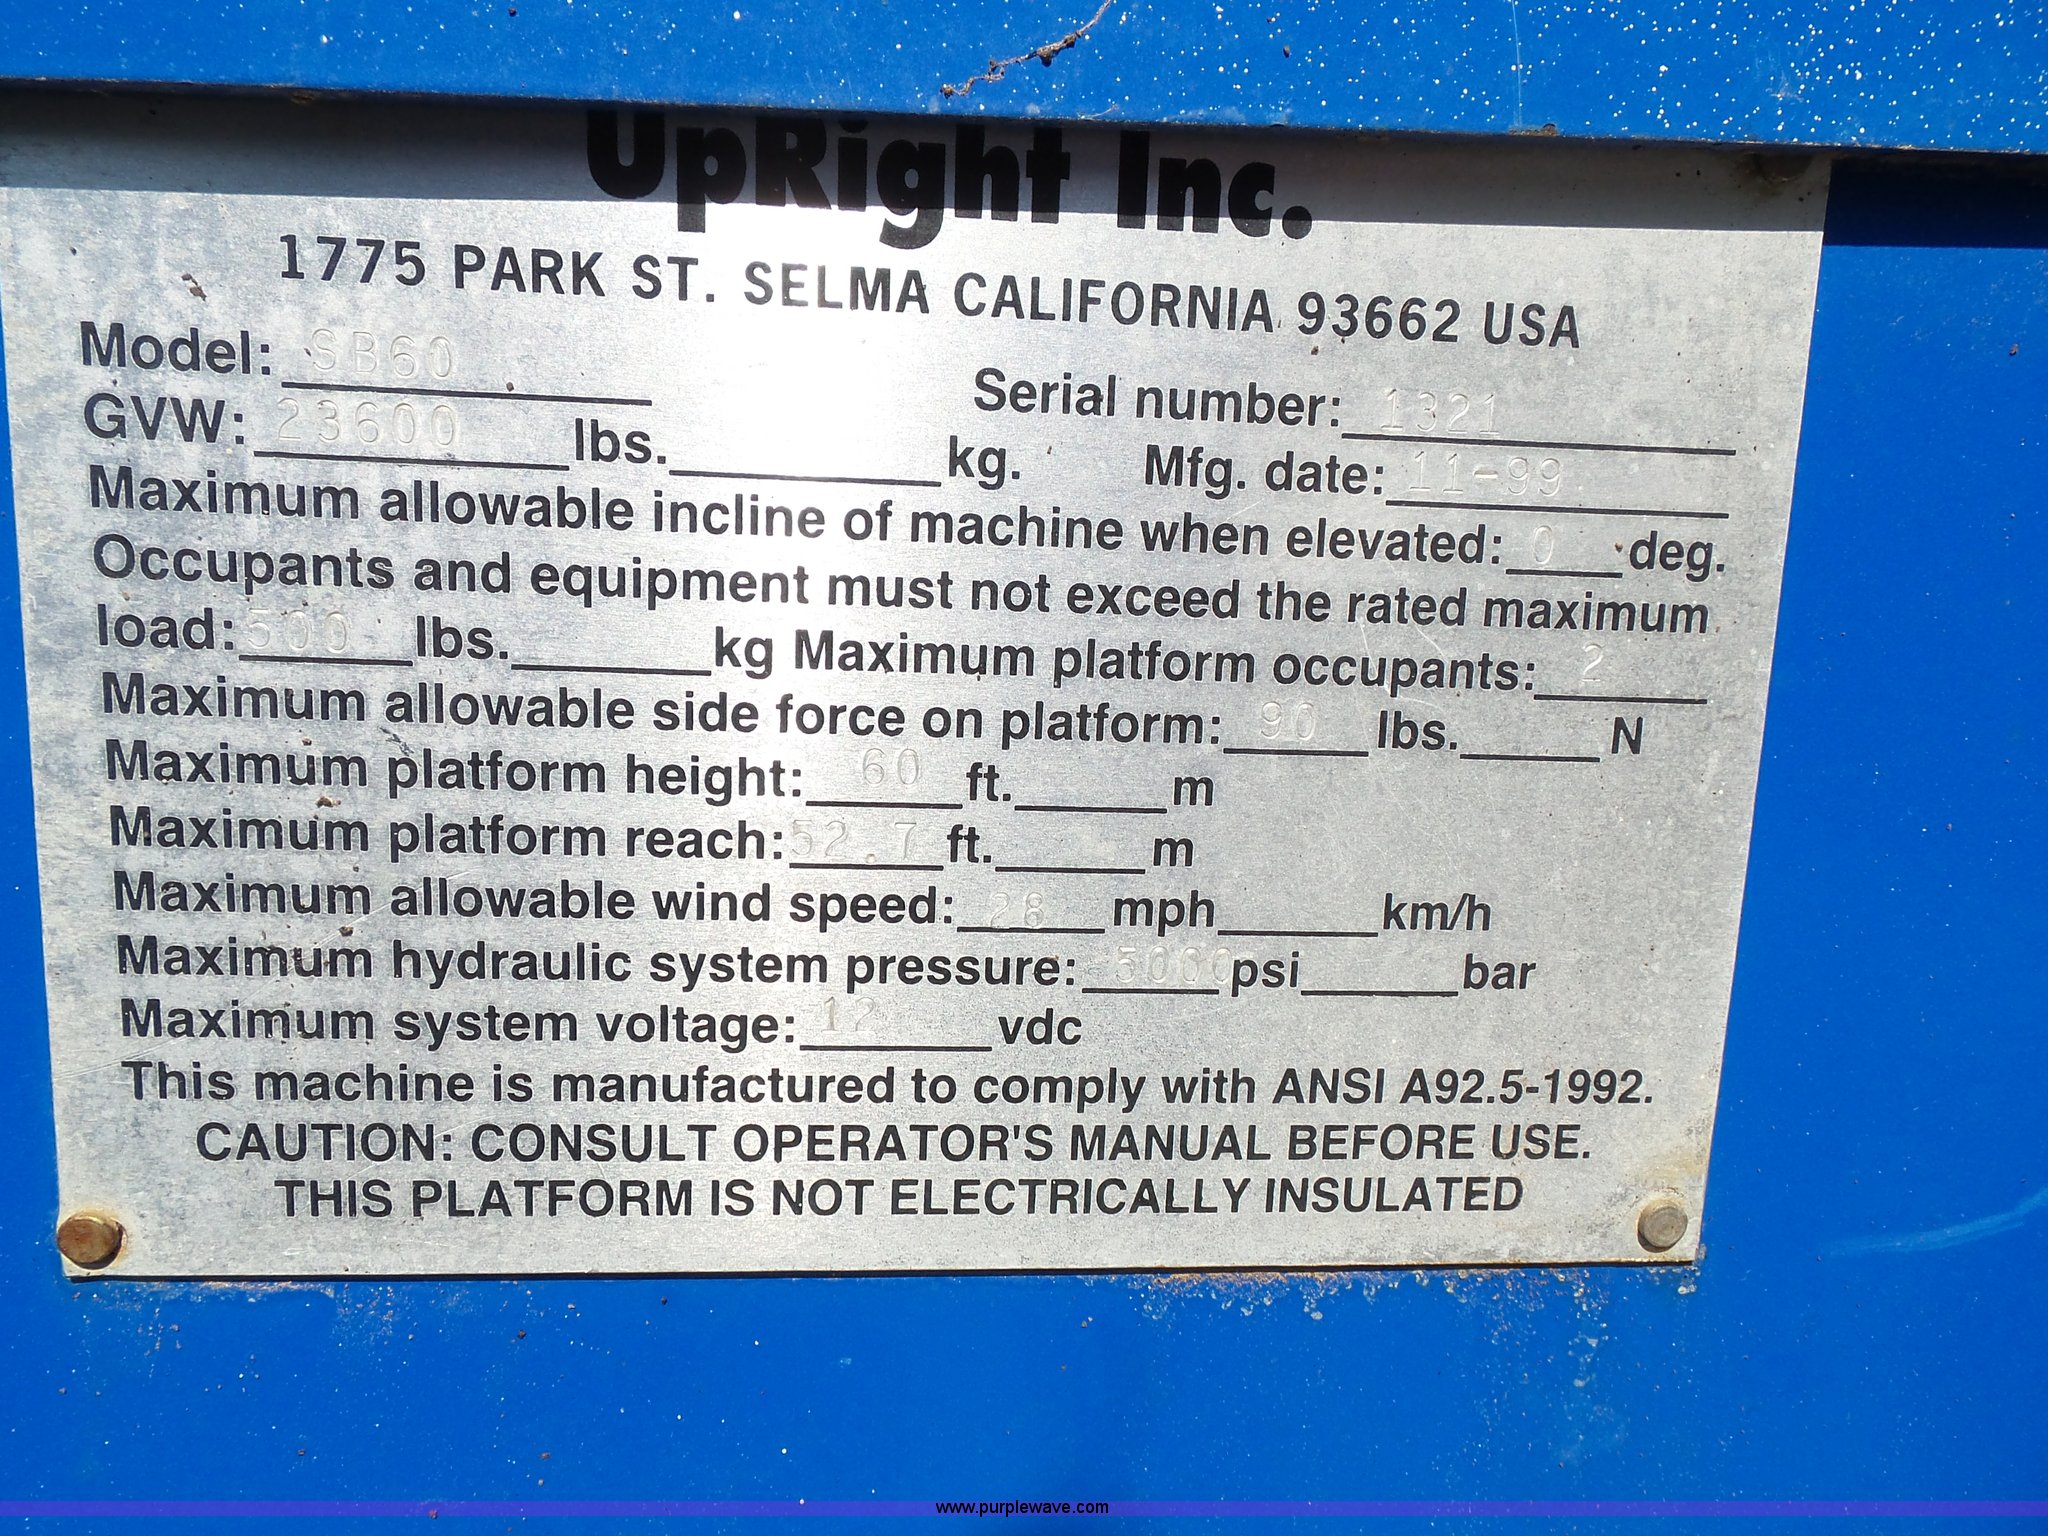 UpRight Inc.
1775 PARK ST. SELMA CALIFORNIA 93662 USA
Model: SB60 Serial number: 1321
GVW: 23600 lbs. kg. Mfg. date: 11-99
Maximum allowable incline of machine when elevated: 0 deg.
Occupants and equipment must not exceed the rated maximum
load: 500 lbs. kg Maximum platform occupants: 2
Maximum allowable side force on platform: 90 lbs. N
Maximum platform height: 60 ft. m
Maximum platform reach: 52.7 ft. m
Maximum allowable wind speed: 28 mph km/h
Maximum hydraulic system pressure: psi bar
Maximum system voltage: 12 vdc
This machine is manufactured to comply with ANSI A92.5-1992.
CAUTION: CONSULT OPERATOR'S MANUAL BEFORE USE.
THIS PLATFORM IS NOT ELECTRICALLY INSULATED
www.purplewave.com